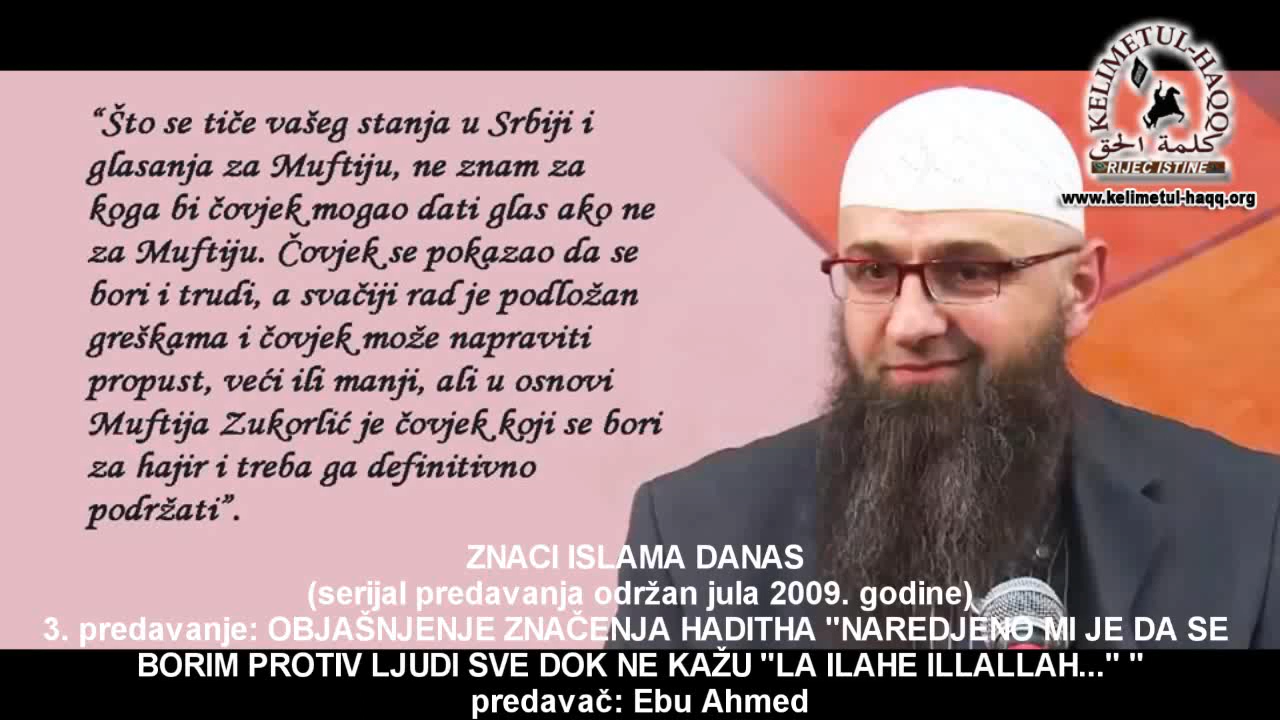 “Što se tiče vašeg stanja u Srbiji i
glasanja za Muftiju, ne znam za
koga bi čovjek mogao dati glas ako ne
za Muftiju. Čovjek se pokazao da se
bori i trudi, a svačiji rad je podložan
greškama i čovjek može napraviti
propust, veći ili manji, ali u osnovi
Muftija Zukorlić je čovjek koji se bori
za hajir i treba ga definitivno
podržati”.
KELIMETUL-HAQQ
كلمة الحق
RIJEC ISTINE
www.kelimetul-haqq.org
ZNACI ISLAMA DANAS
(serijal predavanja održan jula 2009. godine)
3. predavanje: OBJAŠNJENJE ZNAČENJA HADITHA "NAREDJENO MI JE DA SE
BORIM PROTIV LJUDI SVE DOK NE KAŽU "LA ILAHE ILLALLAH..." "
predavač: Ebu Ahmed